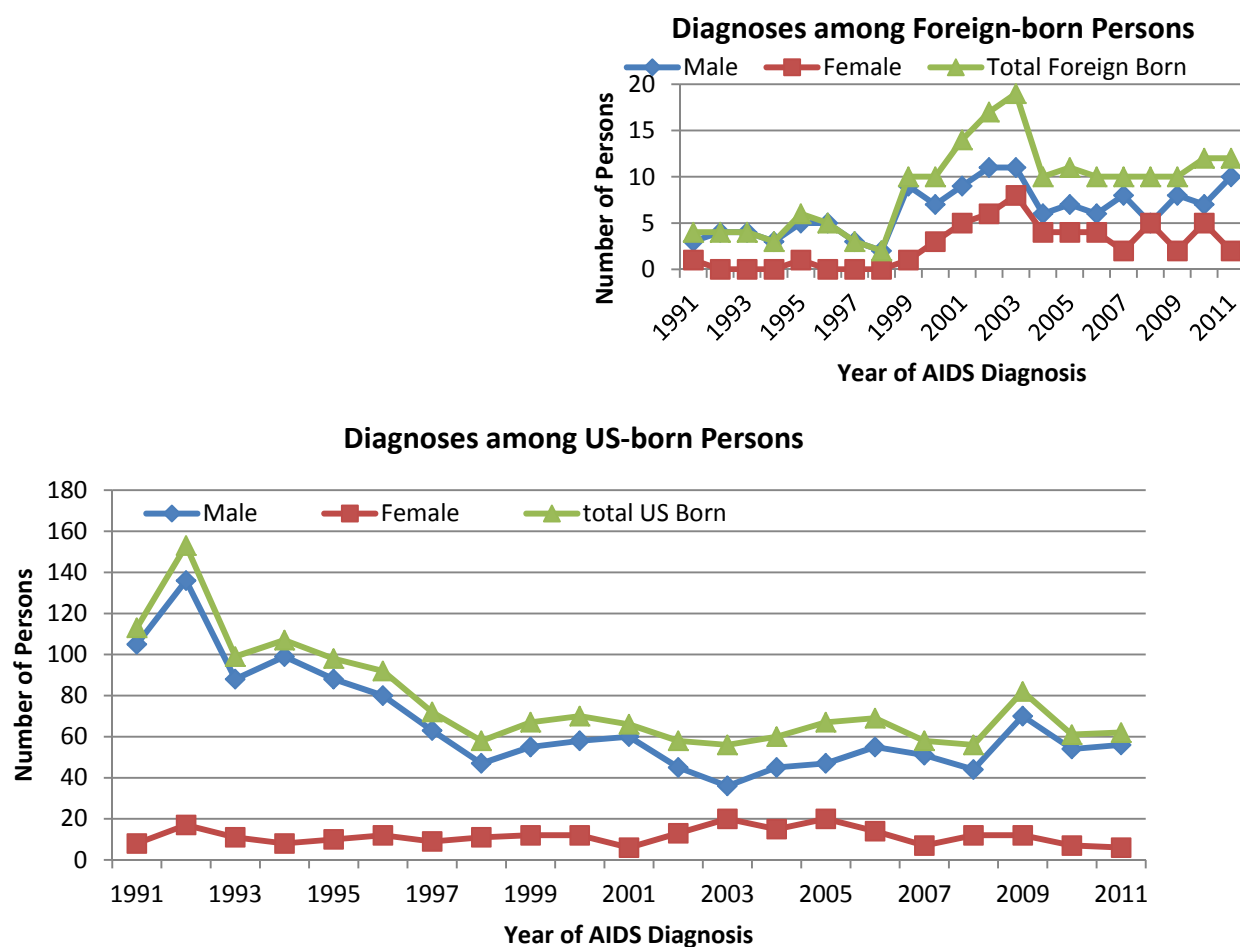 Diagnoses among Foreign-born Persons
Male Female Total Foreign Born
20
15
10
5
0
Number of Persons
1991 1993 1995 1997 1999 2001 2003 2005 2007 2009 2011
Year of AIDS Diagnosis
Diagnoses among US-born Persons
180
160
140
120
100
80
60
40
20
0
Male Female total US Born
Number of Persons
1991 1993 1995 1997 1999 2001 2003 2005 2007 2009 2011
Year of AIDS Diagnosis